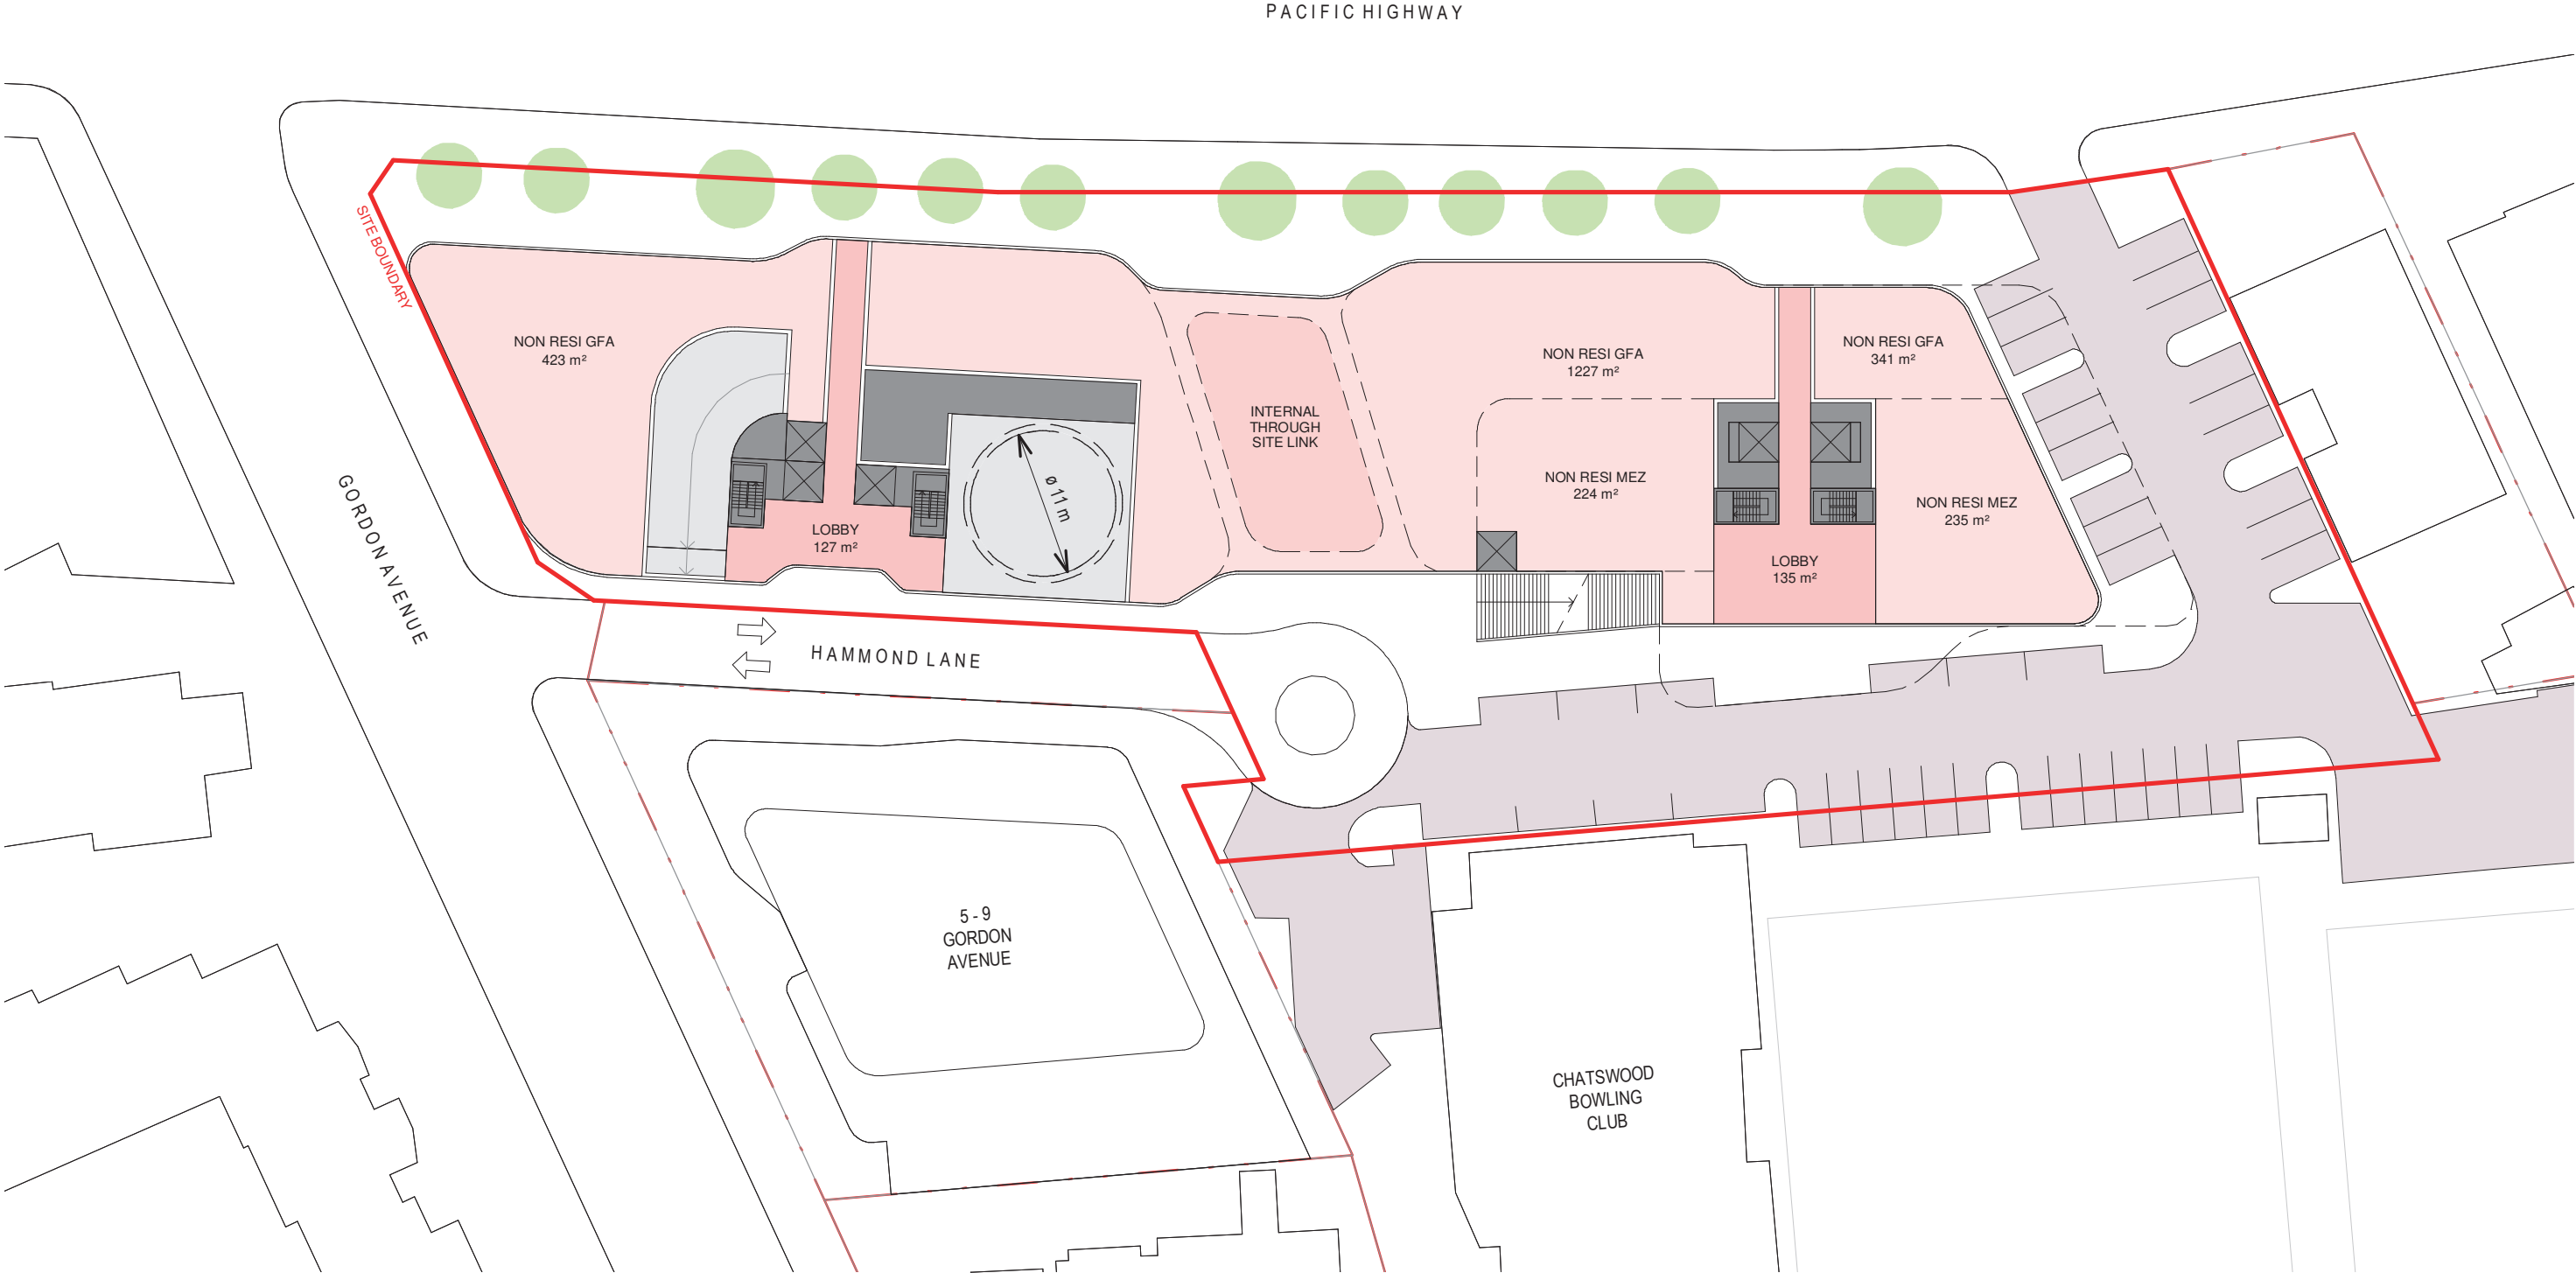 PACIFIC HIGHWAY
SITE BOUNDARY
NON RESI GFA
423 m²
NON RESI GFA
1227 m²
NON RESI GFA
341 m²
INTERNAL
THROUGH
SITE LINK
NON RESI MEZ
224 m²
NON RESI MEZ
235 m²
ø 11 m
LOBBY
127 m²
LOBBY
135 m²
GORDON AVENUE
HAMMOND LANE
5 - 9
GORDON
AVENUE
CHATSWOOD
BOWLING
CLUB